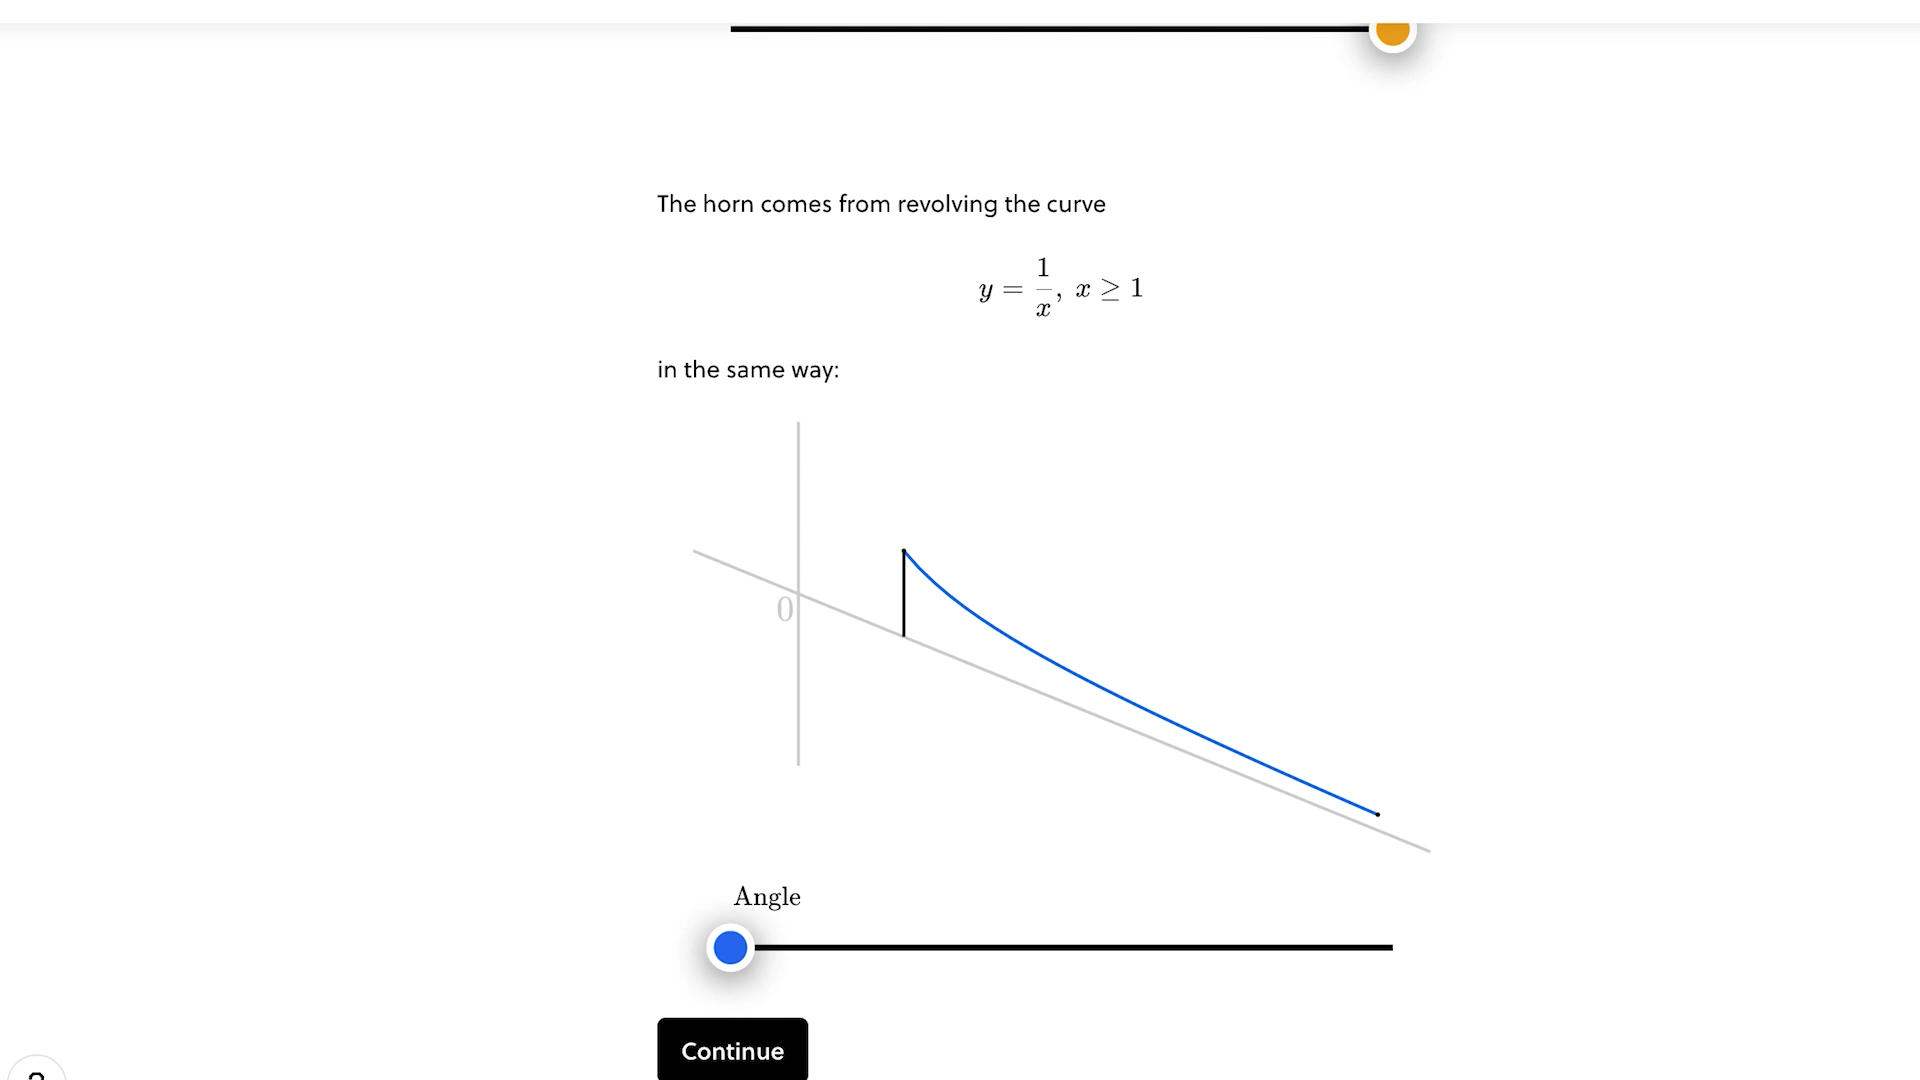 The horn comes from revolving the curve
y = 1/x, x ≥ 1
in the same way:
0
Angle
Continue